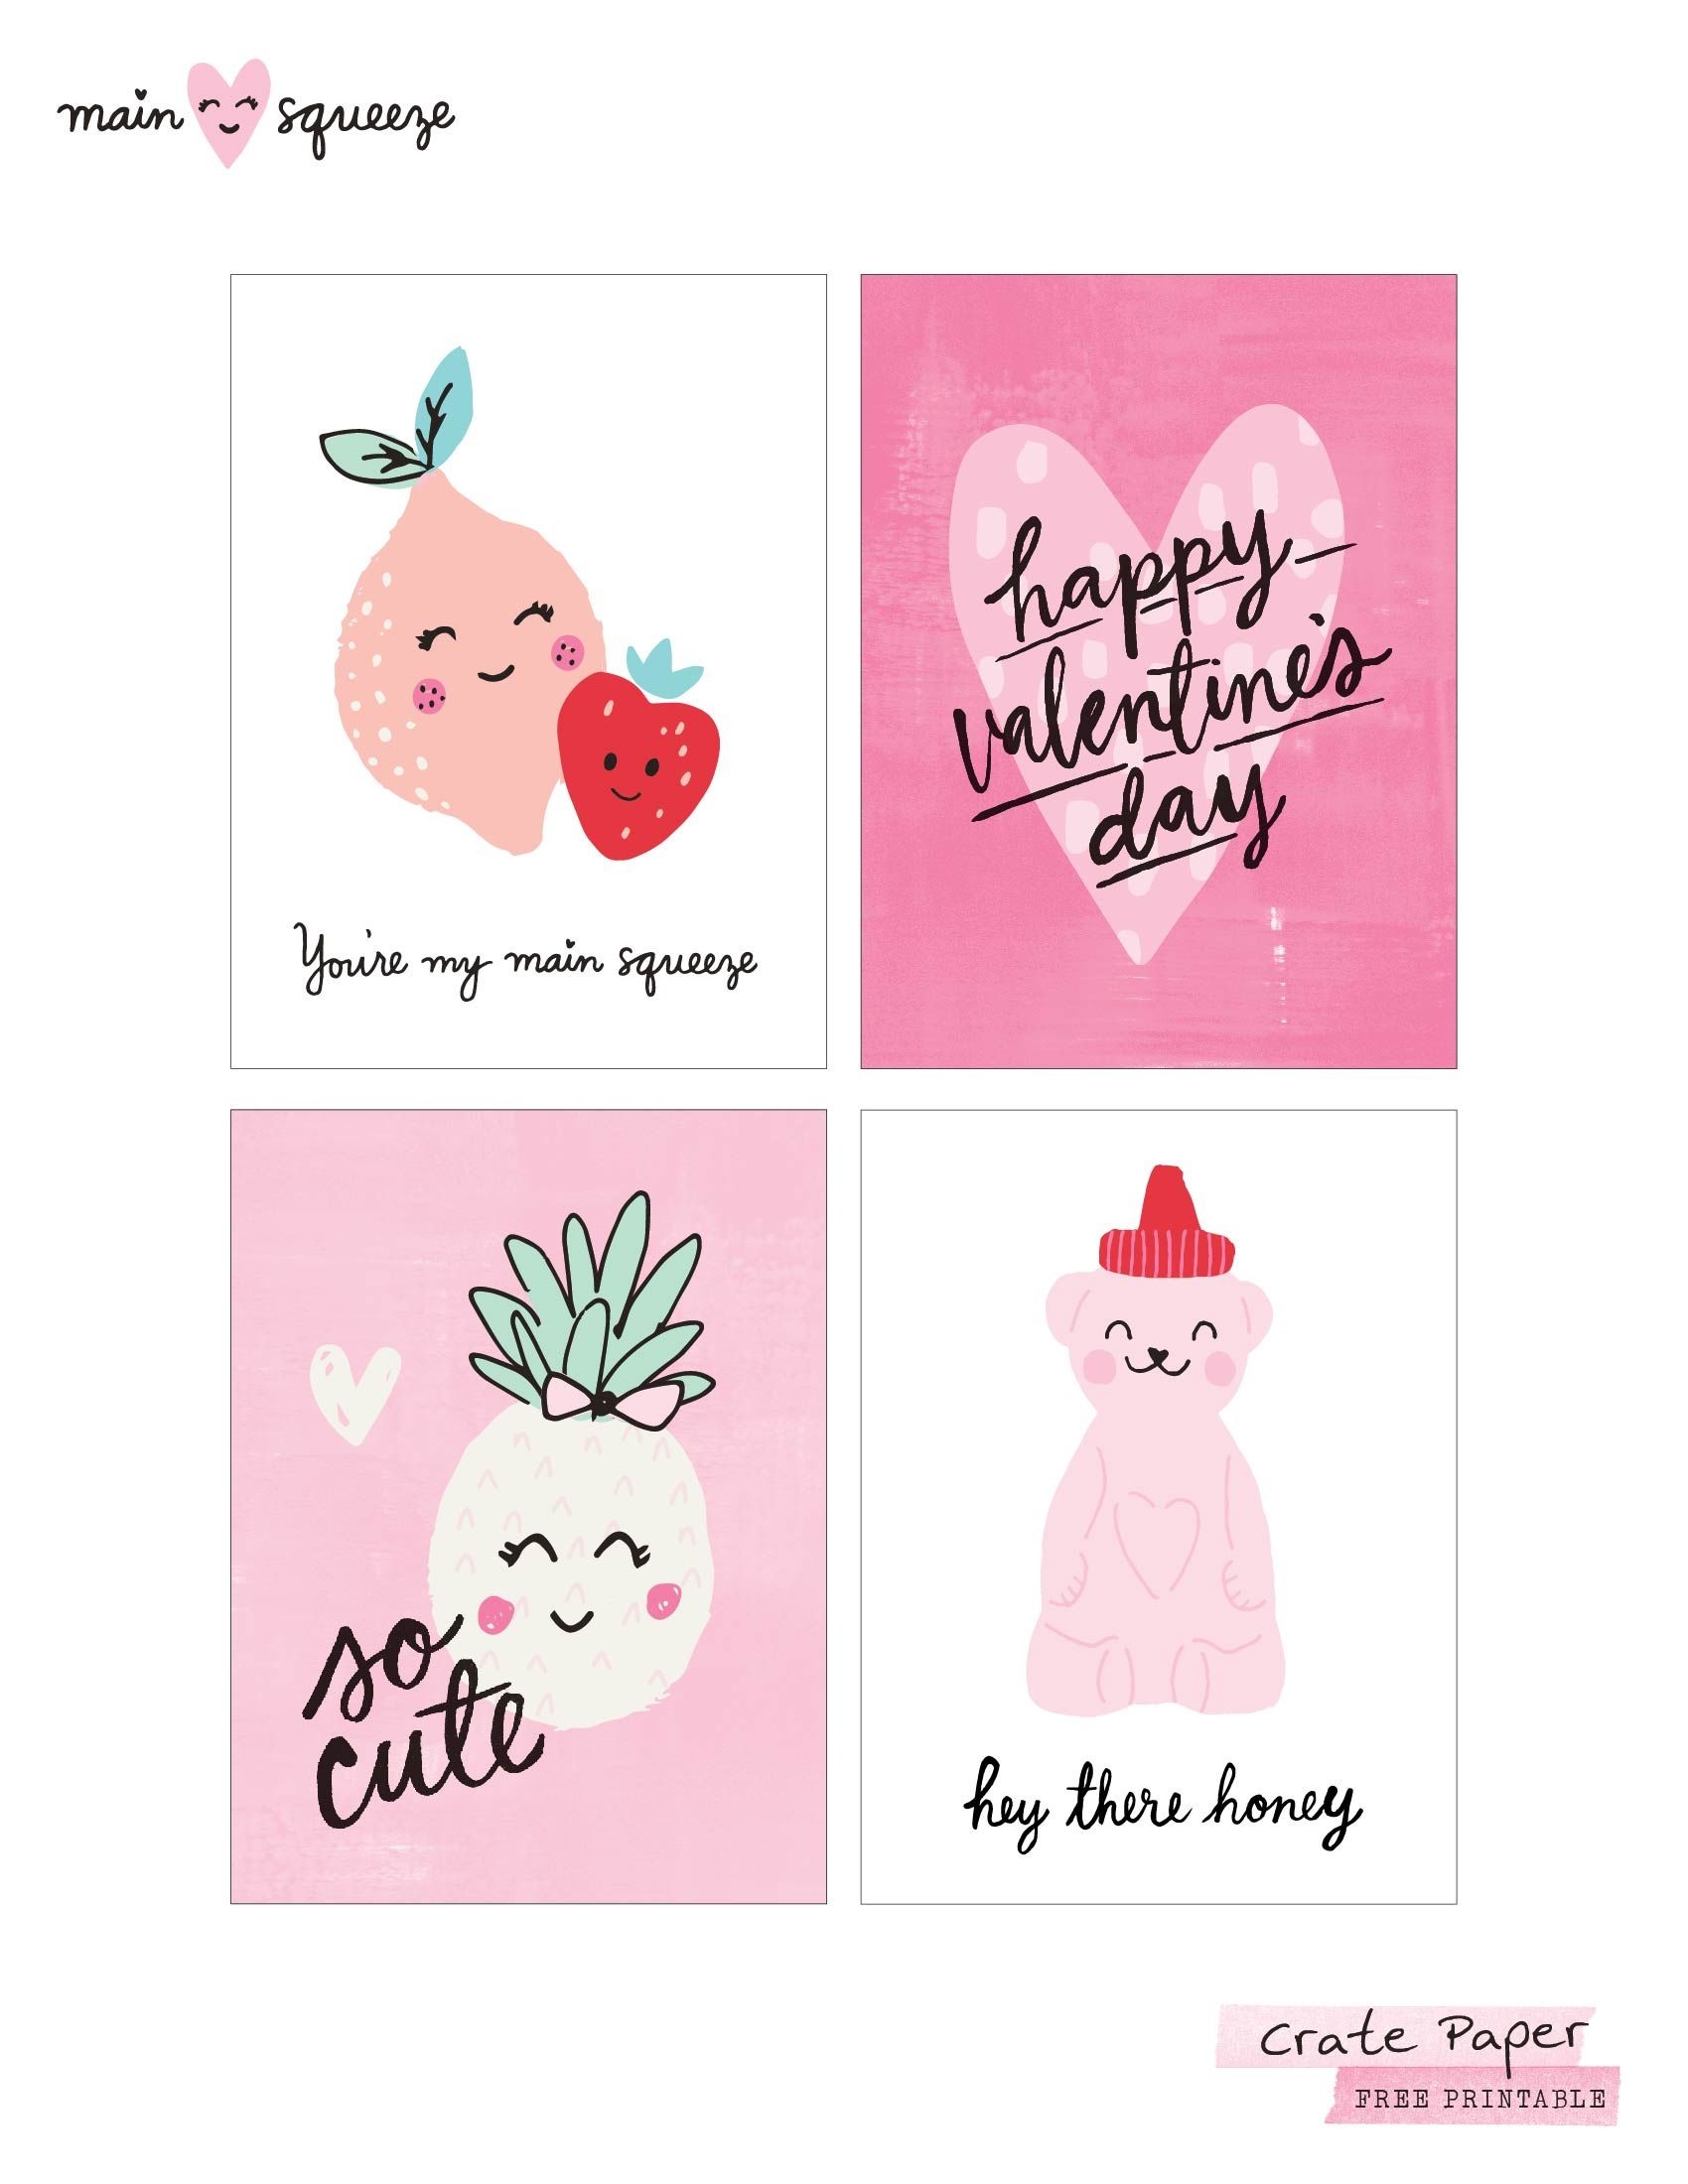 main squeeze
You're my main squeeze
happy
valentine's
day
so
cute
hey there honey
Crate Paper
FREE PRINTABLE